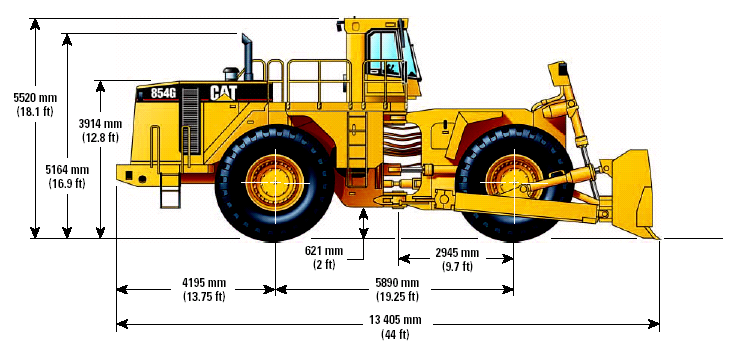 5520 mm
(18.1 ft)
5164 mm
(16.9 ft)
3914 mm
(12.8 ft)
854G
CAT
621 mm
(2 ft)
2945 mm
(9.7 ft)
4195 mm
(13.75 ft)
5890 mm
(19.25 ft)
13 405 mm
(44 ft)